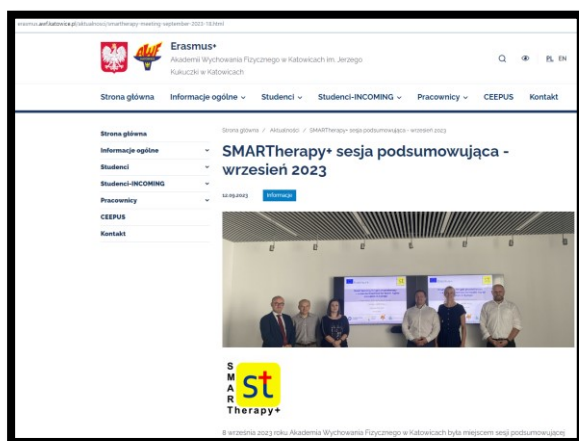 erasmus.awf.katowice.pl/aktualnosci/smartherapy-meeting-september-2023-18.html
Erasmus+
Akademii Wychowania Fizycznego w Katowicach im. Jerzego
Kukuczki w Katowicach
PL EN
Strona główna Informacje ogólne Studenci Studenci-INCOMING Pracownicy CEEPUS Kontakt
Strona główna
Informacje ogólne
Studenci
Studenci-INCOMING
Pracownicy
CEEPUS
Kontakt
Strona główna / Aktualności / SMARTherapy+ sesja podsumowująca - wrzesień 2023
SMARTherapy+ sesja podsumowująca -
wrzesień 2023
12.09.2023 Informacja
st
SMAR
st
Therapy+
8 września 2023 roku Akademia Wychowania Fizycznego w Katowicach była miejscem sesji podsumowującej